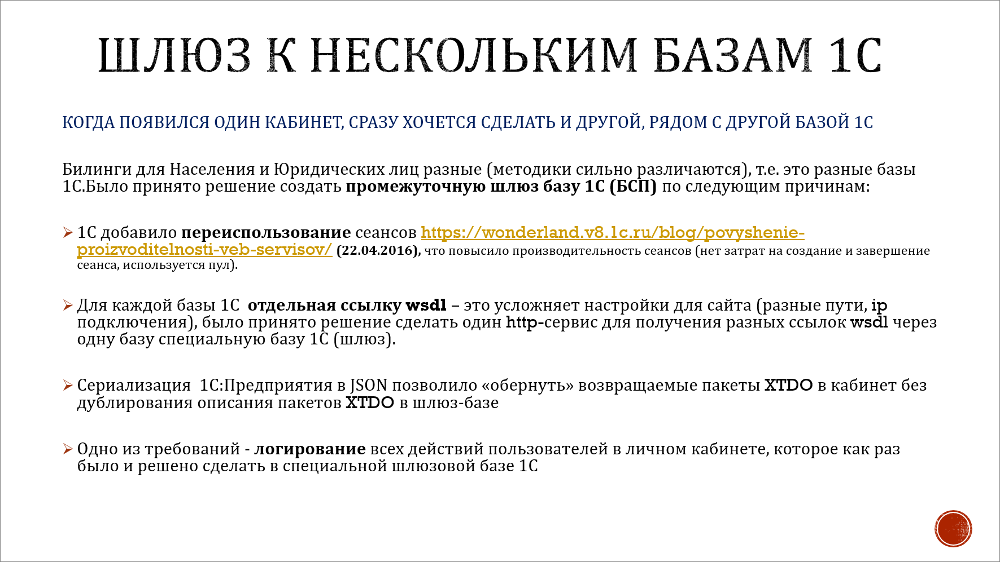 ШЛЮЗ К НЕСКОЛЬКИМ БАЗАМ 1С
КОГДА ПОЯВИЛСЯ ОДИН КАБИНЕТ, СРАЗУ ХОЧЕТСЯ СДЕЛАТЬ И ДРУГОЙ, РЯДОМ С ДРУГОЙ БАЗОЙ 1С
Билинги для Населения и Юридических лиц разные (методики сильно различаются), т.е. это разные базы
1С.Было принято решение создать промежуточную шлюз базу 1С (БСП) по следующим причинам:
1С добавило переиспользование сеансов https://wonderland.v8.1c.ru/blog/povyshenie-
proizvoditelnosti-veb-servisov/ (22.04.2016), что повысило производительность сеансов (нет затрат на создание и завершение
сеанса, используется пул).
Для каждой базы 1С отдельная ссылку wsdl – это усложняет настройки для сайта (разные пути, ip
подключения), было принято решение сделать один http-сервис для получения разных ссылок wsdl через
одну базу специальную базу 1С (шлюз).
Сериализация 1С:Предприятия в JSON позволило «обернуть» возвращаемые пакеты XTDO в кабинет без
дублирования описания пакетов XTDO в шлюз-базе
Одно из требований - логирование всех действий пользователей в личном кабинете, которое как раз
было и решено сделать в специальной шлюзовой базе 1С